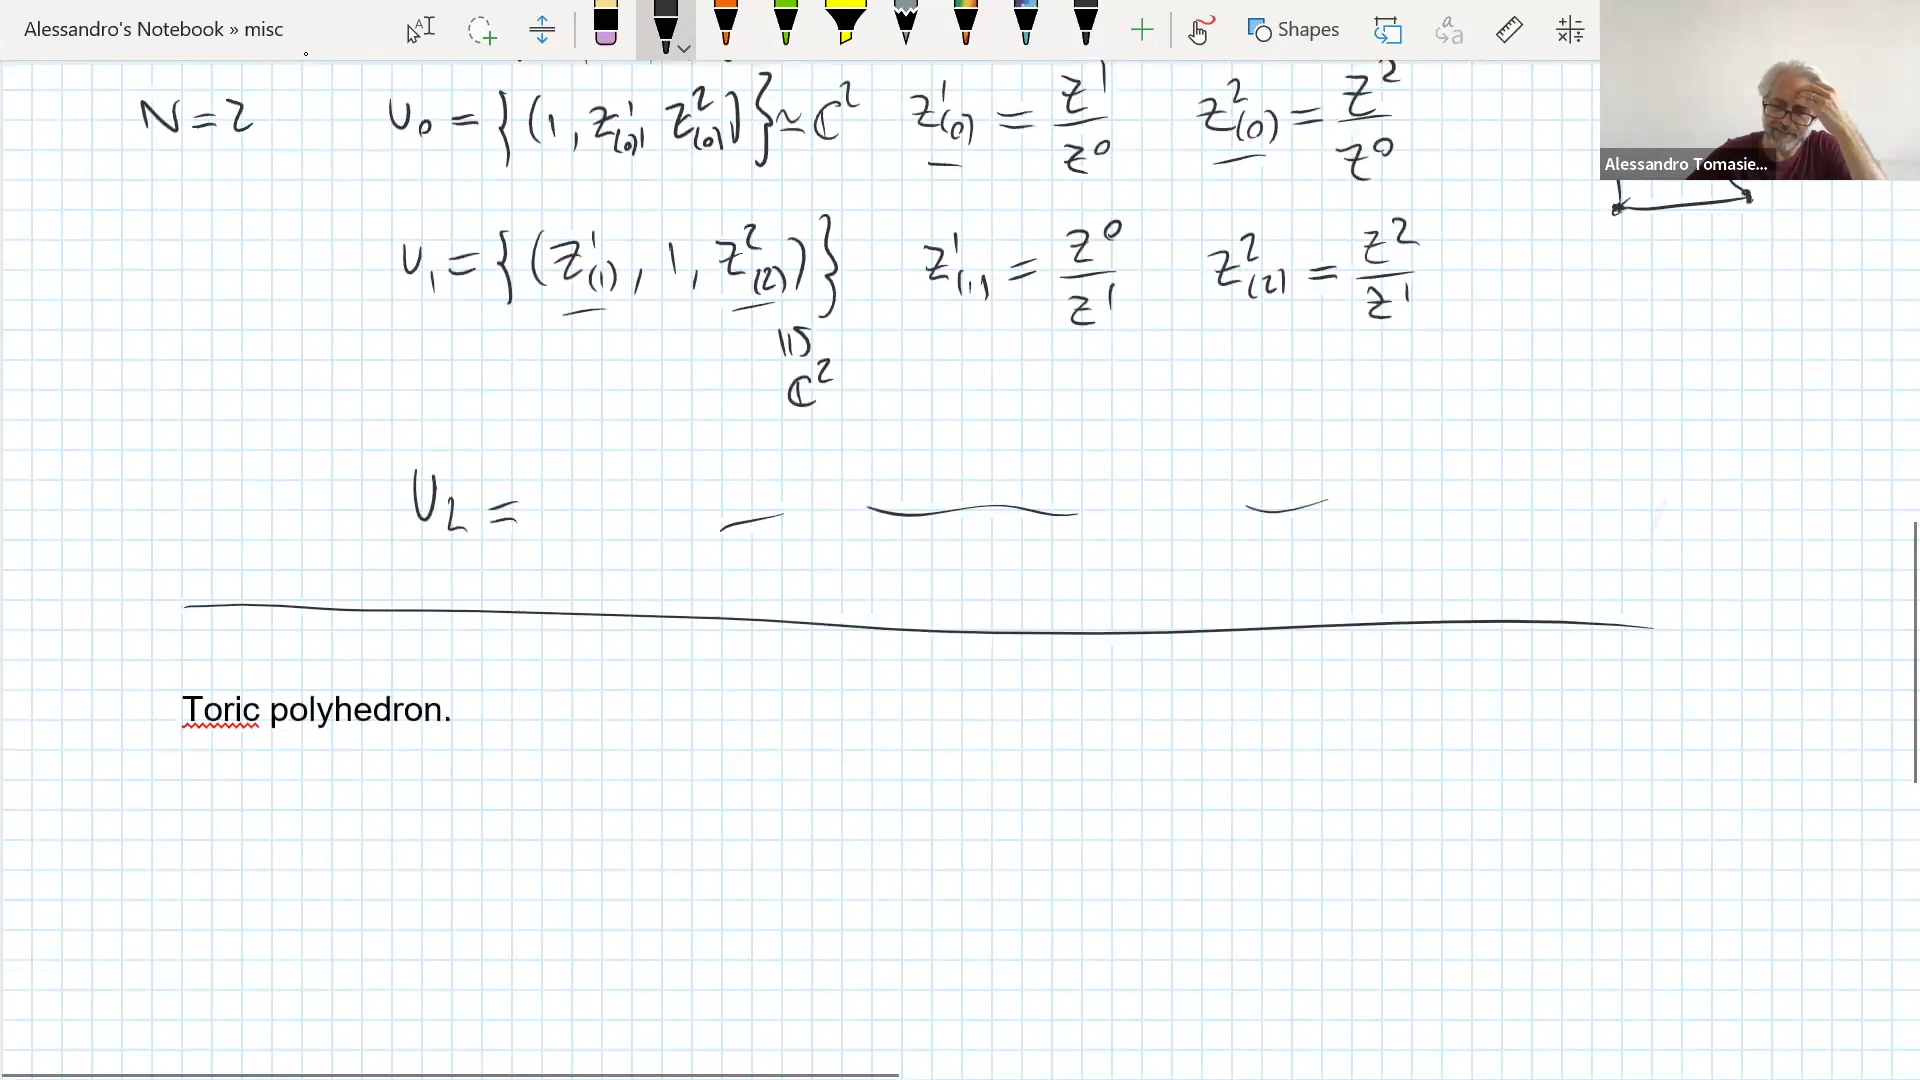 Alessandro's Notebook » misc
Shapes
Alessandro Tomasie...
N=2 U₀ = {(1, z¹₍₀₎, z²₍₀₎)} ≃ ℂ² z¹₍₀₎ = z¹/z⁰ z²₍₀₎ = z²/z⁰
U₁ = {(z¹₍₁₎, 1, z²₍₂₎)} z¹₍₁₎ = z⁰/z¹ z²₍₂₎ = z²/z¹
ℂ²
U₂ =
Toric polyhedron.